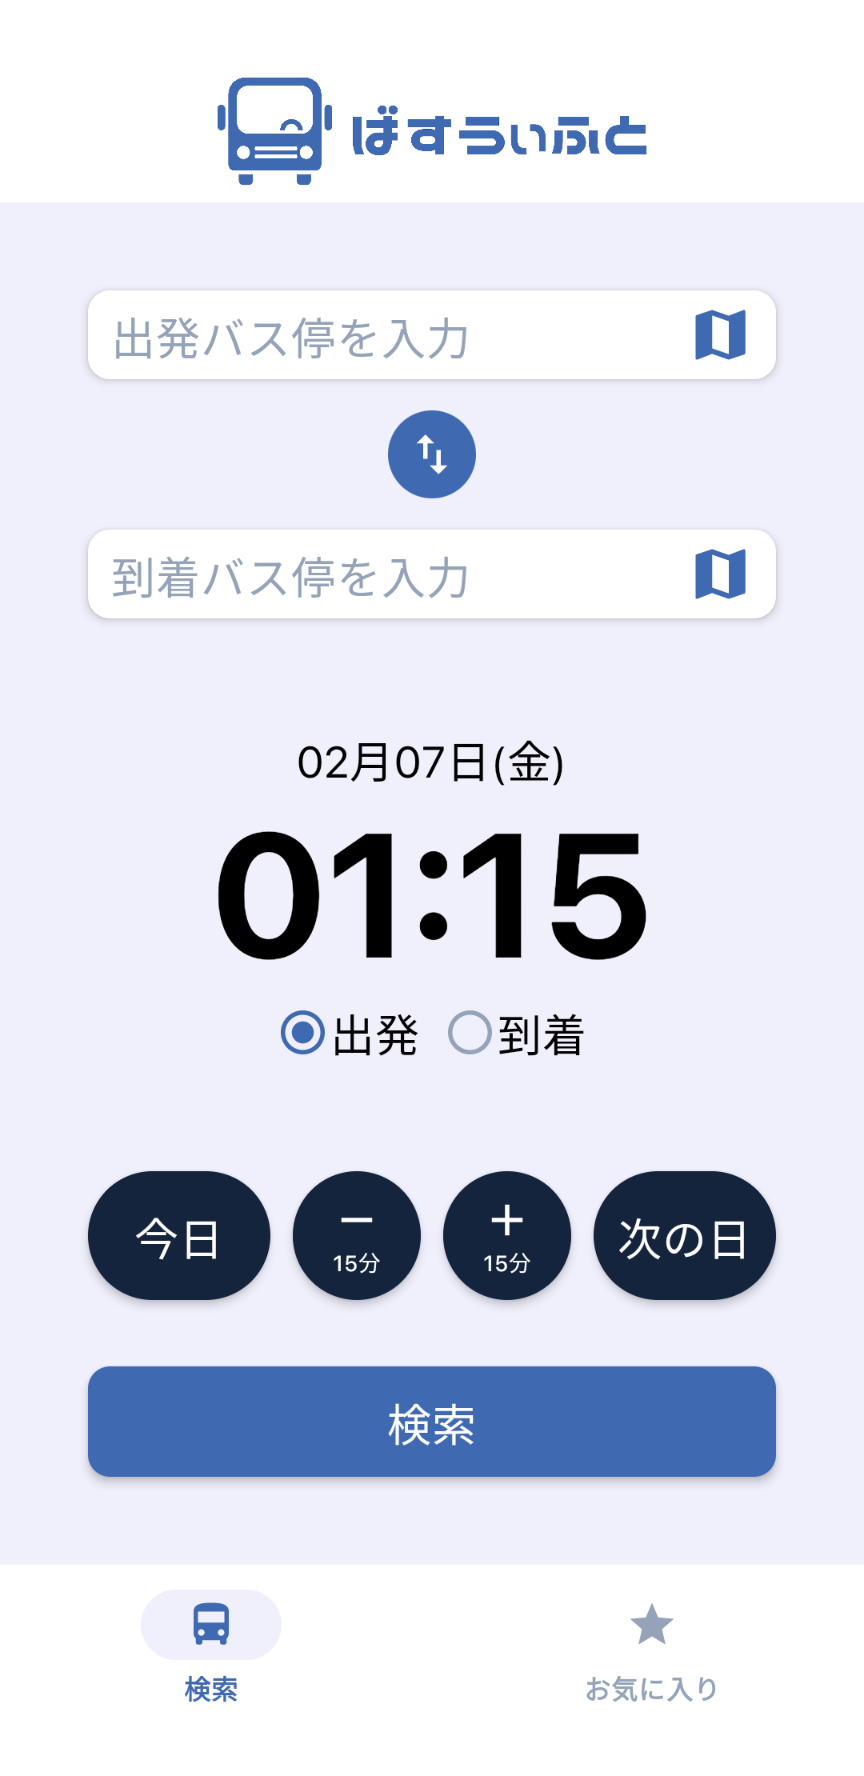 ばすうぃふと
出発バス停を入力
到着バス停を入力
02月07日(金)
01:15
出発 到着
今日 − 15分 + 15分 次の日
検索
検索 お気に入り